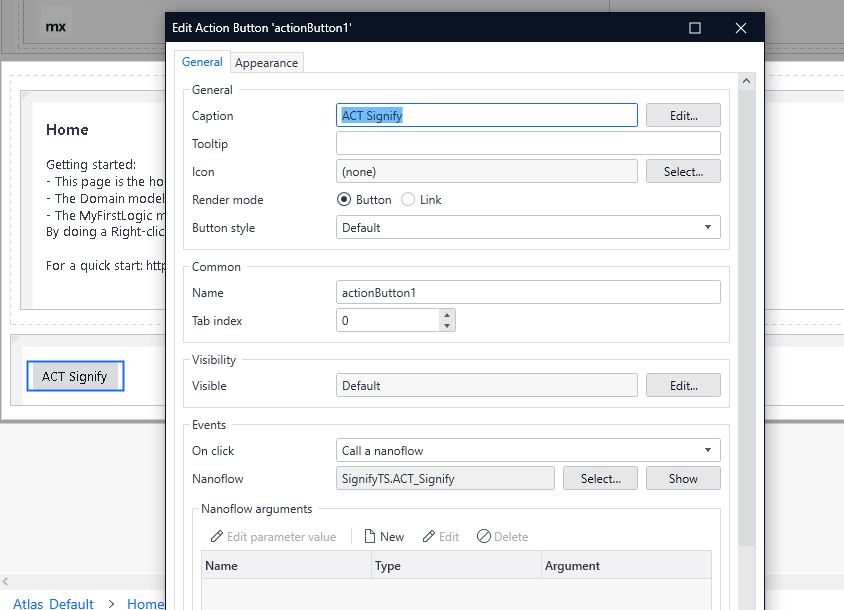 mx
Edit Action Button 'actionButton1'
General
Appearance
General
Caption
ACT Signify
Edit...
Tooltip
Icon
(none)
Select...
Render mode
Button
Link
Button style
Default
Common
Name
actionButton1
Tab index
0
Visibility
Visible
Default
Edit...
Events
On click
Call a nanoflow
Nanoflow
SignifyTS.ACT_Signify
Select...
Show
Nanoflow arguments
Edit parameter value
New
Edit
Delete
Name
Type
Argument
Home
Getting started:
- This page is the ho
- The Domain model
- The MyFirstLogic m
By doing a Right-clic
For a quick start: http
ACT Signify
Atlas Default > Home